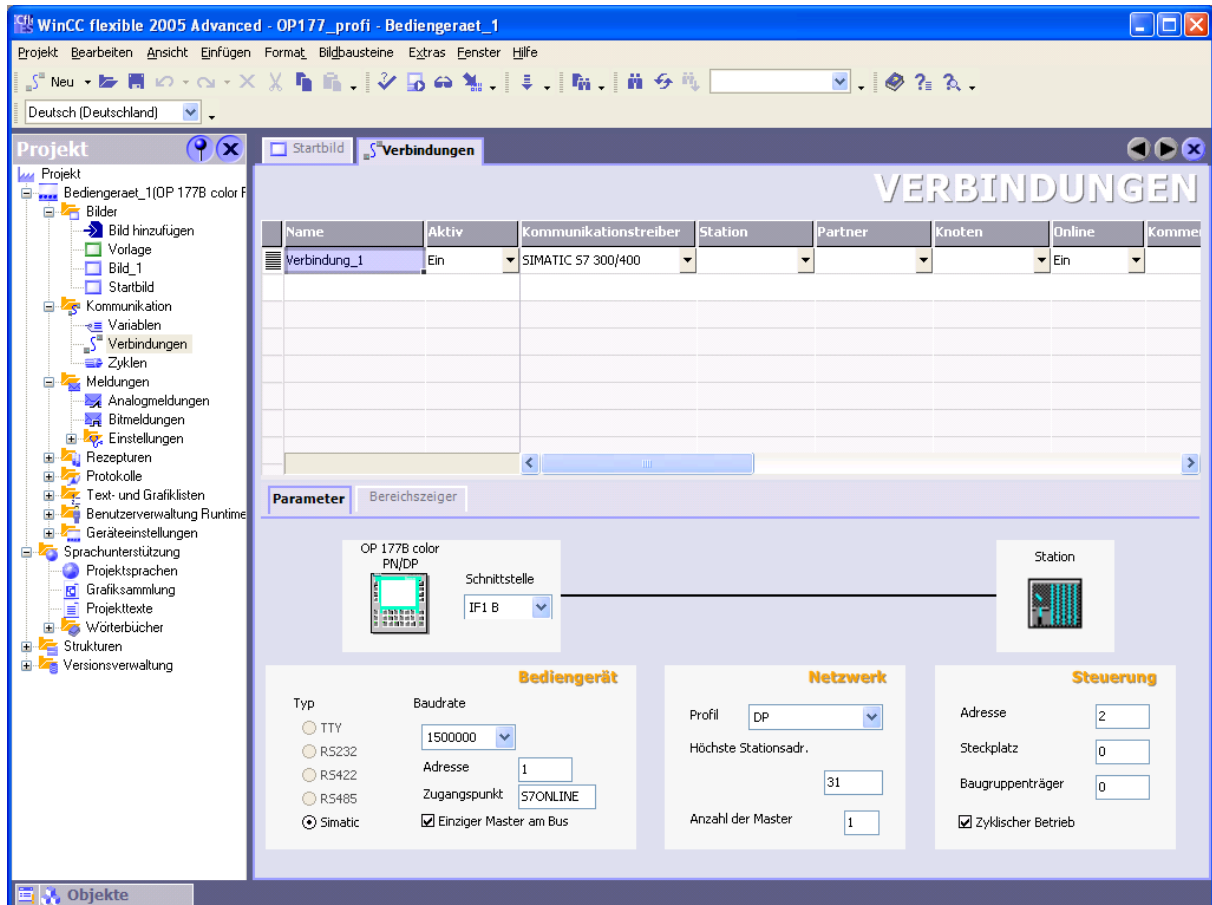 WinCC flexible 2005 Advanced - OP177_profi - Bediengeraet_1
Projekt Bearbeiten Ansicht Einfügen Format Bildbausteine Extras Fenster Hilfe
Neu
Deutsch (Deutschland)
Projekt
Projekt
Bediengeraet_1(OP 177B color F
Bilder
Bild hinzufügen
Vorlage
Bild_1
Startbild
Kommunikation
Variablen
Verbindungen
Zyklen
Meldungen
Analogmeldungen
Bitmeldungen
Einstellungen
Rezepturen
Protokolle
Text- und Grafiklisten
Benutzerverwaltung Runtime
Geräteeinstellungen
Sprachunterstützung
Projektsprachen
Grafiksammlung
Projekttexte
Wörterbücher
Strukturen
Versionsverwaltung
Startbild Verbindungen
VERBINDUNGEN
Name Aktiv Kommunikationstreiber Station Partner Knoten Online Kommen
Verbindung_1 Ein SIMATIC S7 300/400 Ein
Parameter Bereichszeiger
OP 177B color
PN/DP
Schnittstelle
IF1 B
Station
Bediengerät
Typ
TTY
RS232
RS422
RS485
Simatic
Baudrate
1500000
Adresse 1
Zugangspunkt S7ONLINE
Einziger Master am Bus
Netzwerk
Profil DP
Höchste Stationsadr.
31
Anzahl der Master 1
Steuerung
Adresse 2
Steckplatz 0
Baugruppenträger 0
Zyklischer Betrieb
Objekte